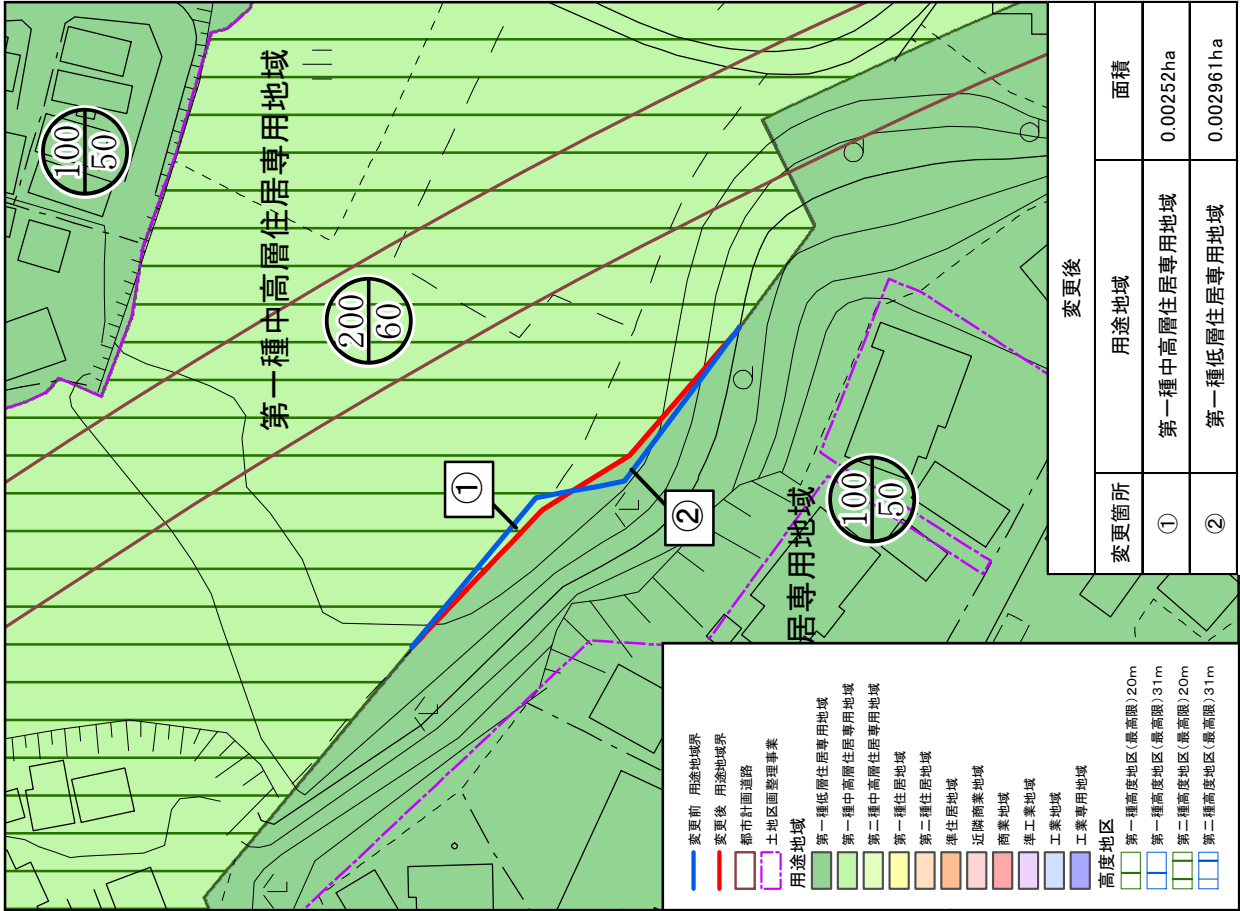 第一種中高層住居専用地域
100
50
200
60
①
②
居専用地域
100
50
変更後
変更箇所 用途地域 面積
① 第一種中高層住居専用地域 0.00252ha
② 第一種低層住居専用地域 0.002961ha
変更前 用途地域界
変更後 用途地域界
都市計画道路
土地区画整理事業
用途地域
第一種低層住居専用地域
第一種中高層住居専用地域
第二種中高層住居専用地域
第一種住居地域
第二種住居地域
準住居地域
近隣商業地域
商業地域
準工業地域
工業地域
工業専用地域
高度地区
第一種高度地区(最高限)20m
第一種高度地区(最高限)31m
第二種高度地区(最高限)20m
第二種高度地区(最高限)31m